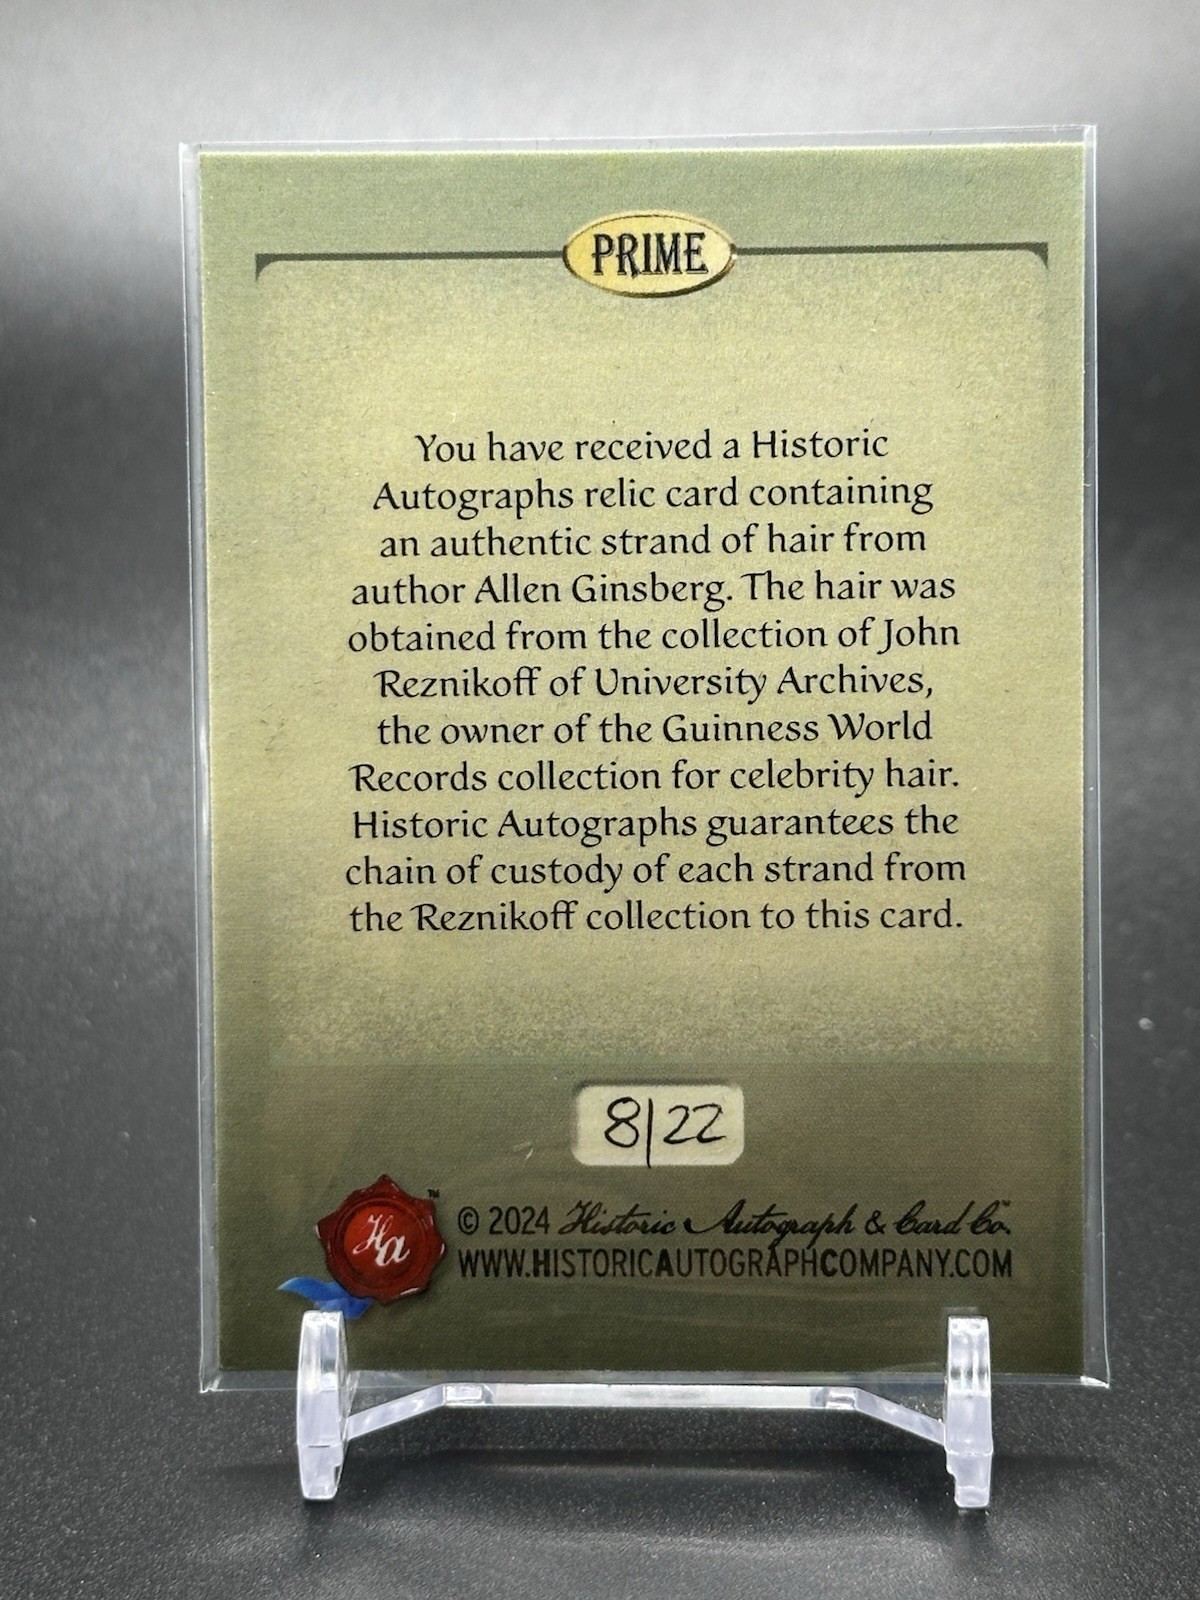 PRIME
You have received a Historic
Autographs relic card containing
an authentic strand of hair from
author Allen Ginsberg. The hair was
obtained from the collection of John
Reznikoff of University Archives,
the owner of the Guinness World
Records collection for celebrity hair.
Historic Autographs guarantees the
chain of custody of each strand from
the Reznikoff collection to this card.
8/22
Ha ™
© 2024 Historic Autograph & Card Co.™
WWW.HISTORICAUTOGRAPHCOMPANY.COM